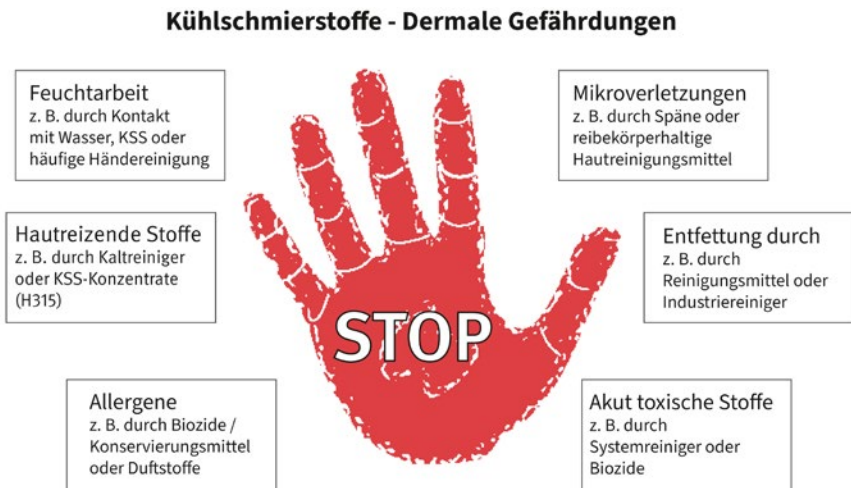 Kühlschmierstoffe - Dermale Gefährdungen
Feuchtarbeit
z. B. durch Kontakt
mit Wasser, KSS oder
häufige Händereinigung
Mikroverletzungen
z. B. durch Späne oder
reibekörperhaltige
Hautreinigungsmittel
Hautreizende Stoffe
z. B. durch Kaltreiniger
oder KSS-Konzentrate
(H315)
Entfettung durch
z. B. durch
Reinigungsmittel oder
Industriereiniger
STOP
Allergene
z. B. durch Biozide /
Konservierungsmittel
oder Duftstoffe
Akut toxische Stoffe
z. B. durch
Systemreiniger oder
Biozide